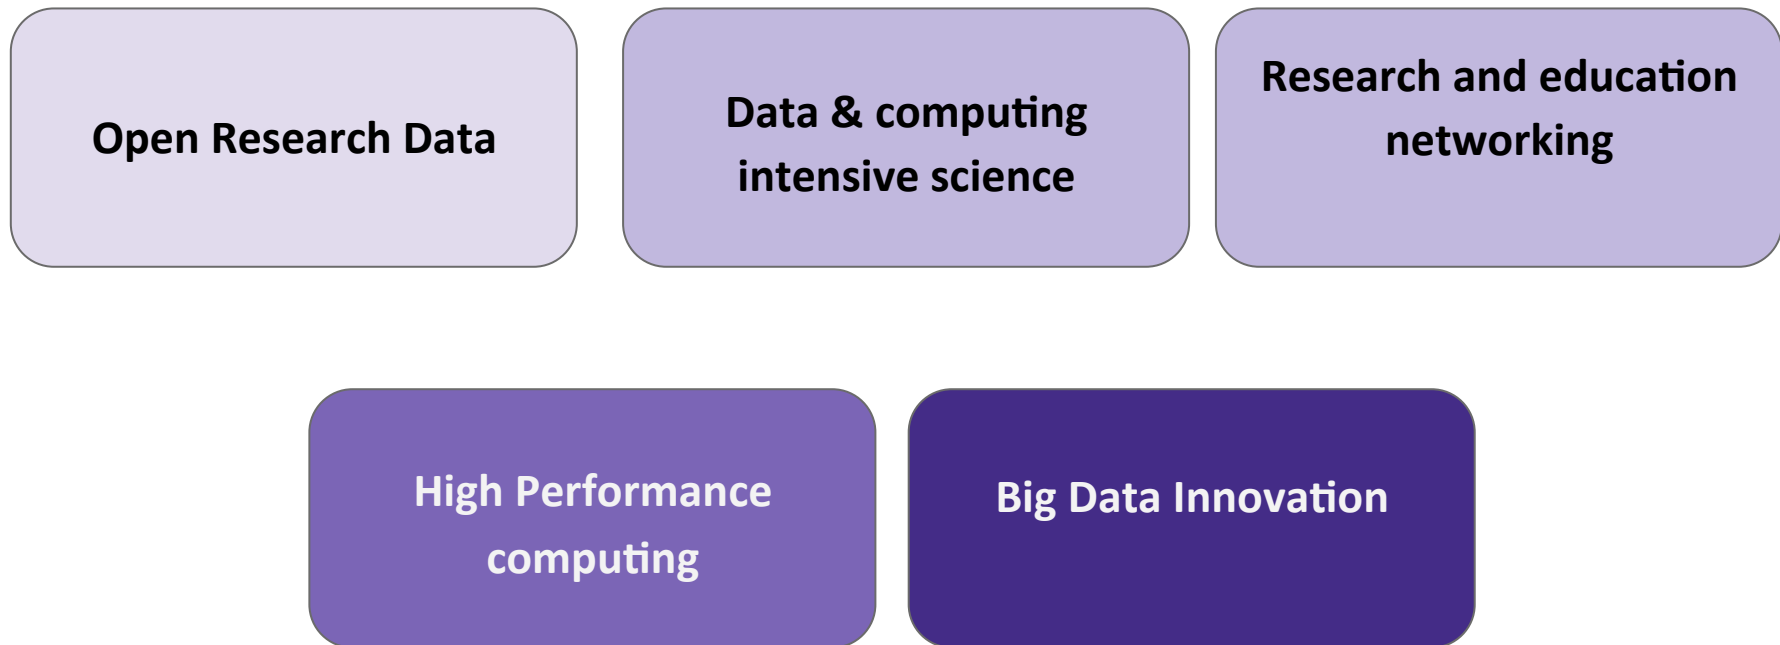 Open Research Data
Data & computing
intensive science
Research and education
networking
High Performance
computing
Big Data Innovation